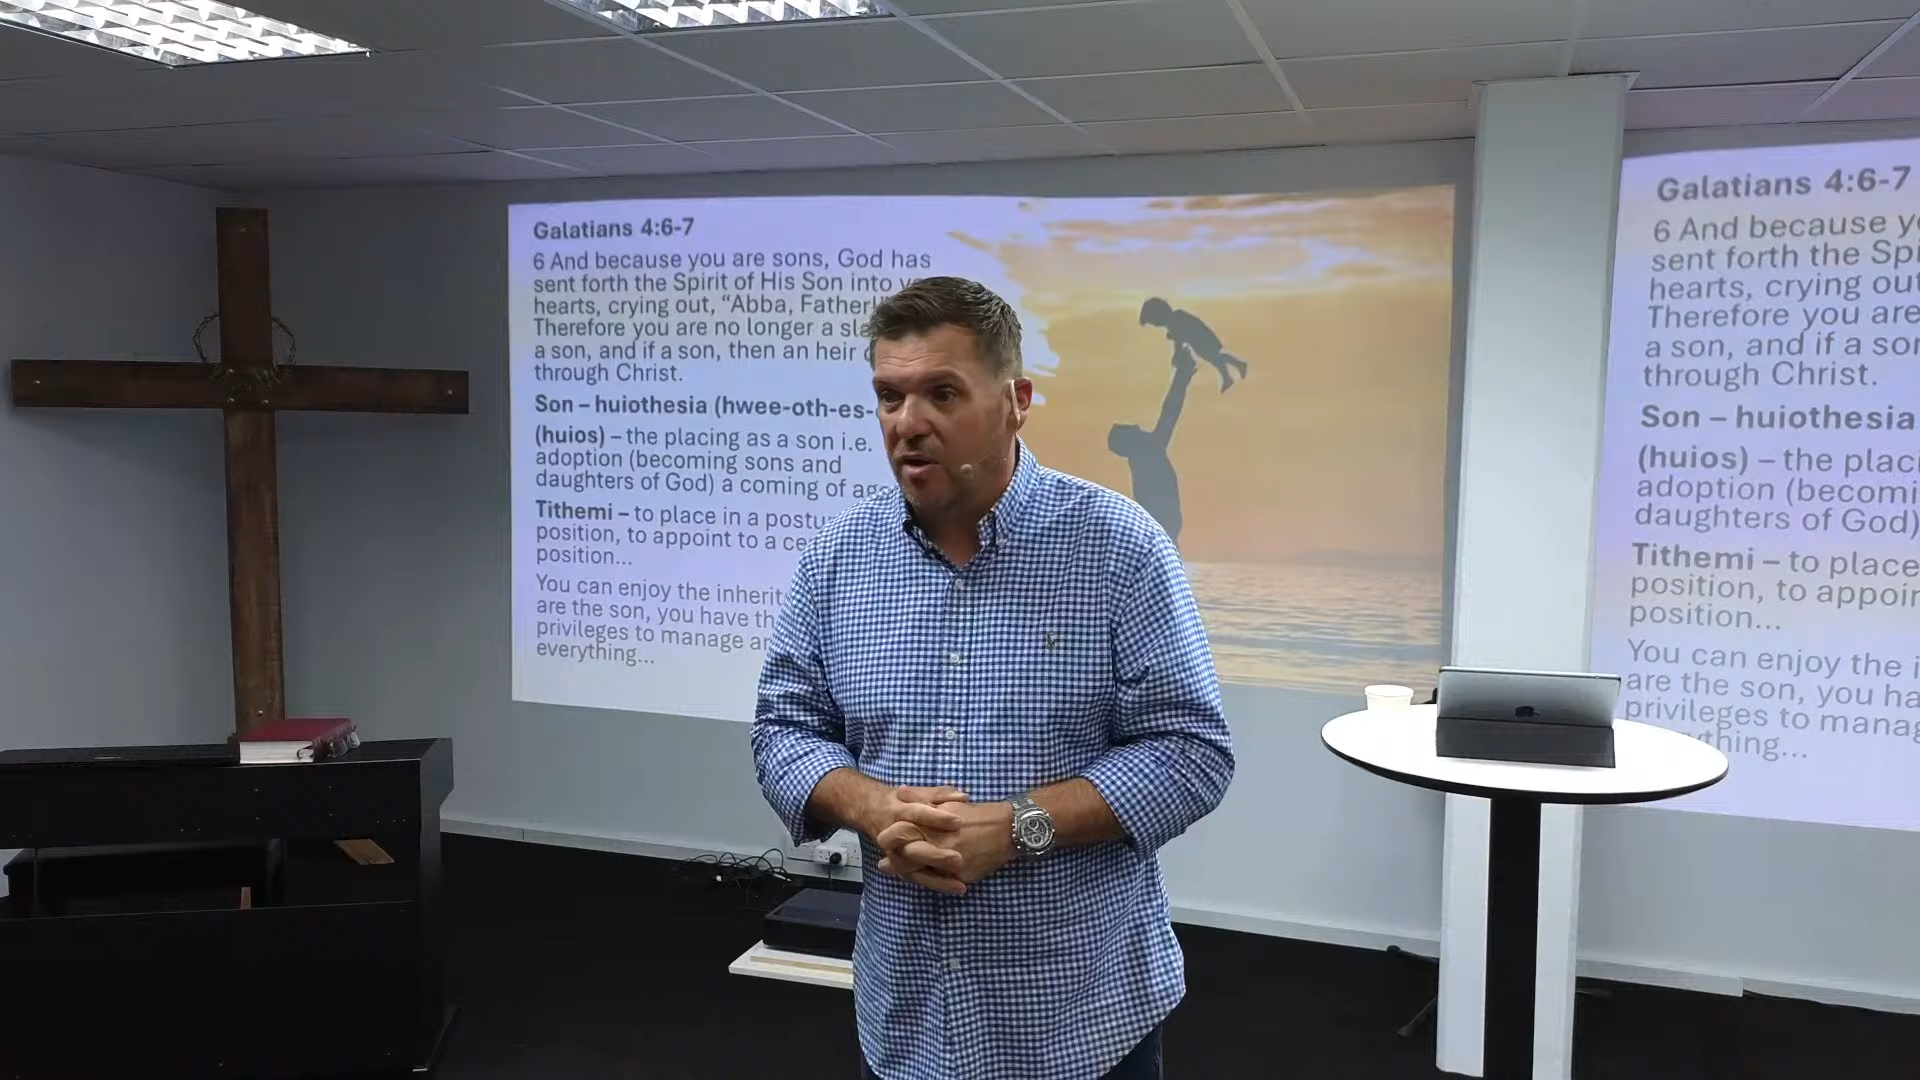 Galatians 4:6-7
6 And because you are sons, God has
sent forth the Spirit of His Son into
hearts, crying out, “Abba, Father!
Therefore you are no longer a
a son, and if a son, then an heir
through Christ.
Son – huiothesia (hwee-oth-es-
(huios) – the placing as a son i.e.
adoption (becoming sons and
daughters of God) a coming of
Tithemi – to place in a
position, to appoint to a
position...
You can enjoy the
are the son, you have
privileges to manage
everything...
Galatians 4:6-7
6 And because
sent forth the
hearts, crying
Therefore you are
a son, and if a
through Christ.
Son – huiothesia
(huios) – the
adoption
daughters of God)
Tithemi – to place
position, to
position...
You can enjoy the
are the son, you
privileges to